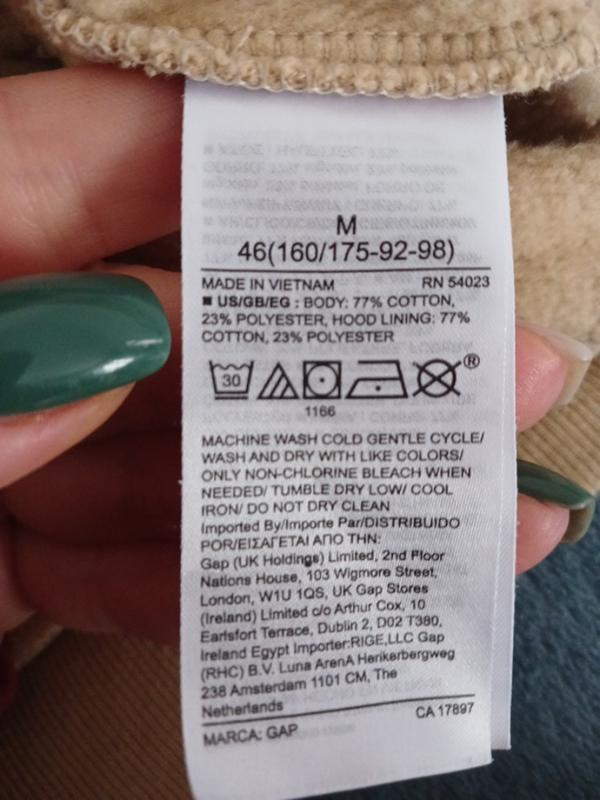 M
46(160/175-92-98)
MADE IN VIETNAM RN 54023
■ US/GB/EG : BODY: 77% COTTON,
23% POLYESTER, HOOD LINING: 77%
COTTON, 23% POLYESTER
30 ®
1166
MACHINE WASH COLD GENTLE CYCLE/
WASH AND DRY WITH LIKE COLORS/
ONLY NON-CHLORINE BLEACH WHEN
NEEDED/ TUMBLE DRY LOW/ COOL
IRON/ DO NOT DRY CLEAN
Imported By/Importe Par/DISTRIBUIDO
POR/ΕΙΣΑΓΕΤΑΙ ΑΠΟ ΤΗΝ:
Gap (UK Holdings) Limited, 2nd Floor
Nations House, 103 Wigmore Street,
London, W1U 1QS, UK Gap Stores
(Ireland) Limited c/o Arthur Cox, 10
Earlsfort Terrace, Dublin 2, D02 T380,
Ireland Egypt Importer:RIGE,LLC Gap
(RHC) B.V. Luna ArenA Herikerbergweg
238 Amsterdam 1101 CM, The
Netherlands
CA 17897
MARCA: GAP